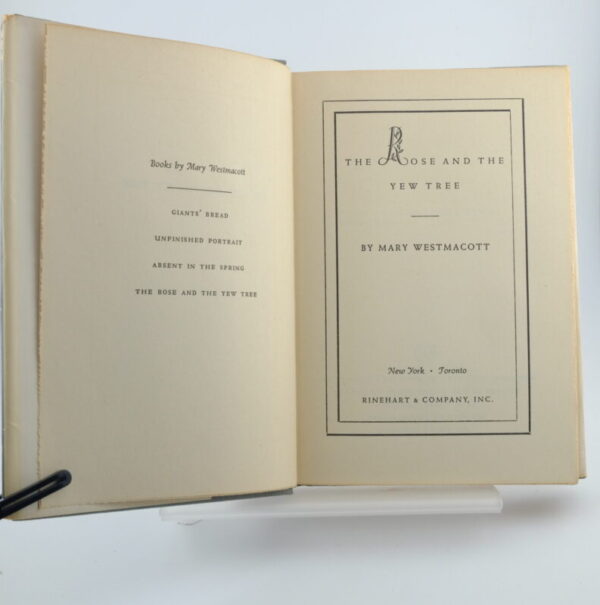 Books by Mary Westmacott
GIANTS' BREAD
UNFINISHED PORTRAIT
ABSENT IN THE SPRING
THE ROSE AND THE YEW TREE
THE ROSE AND THE
YEW TREE
BY MARY WESTMACOTT
New York • Toronto
RINEHART & COMPANY, INC.